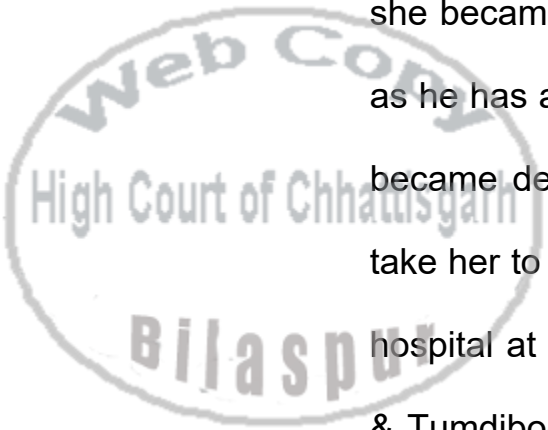 she becam
Web Copy
as he has a
High Court of Chhattisgarh
became de
take her to
Bilaspur
hospital at
& Tumdibo